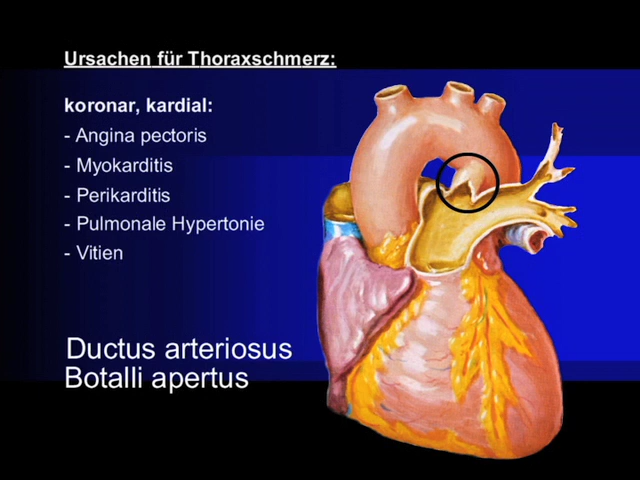 Ursachen für Thoraxschmerz:
koronar, kardial:
- Angina pectoris
- Myokarditis
- Perikarditis
- Pulmonale Hypertonie
- Vitien
Ductus arteriosus
Botalli apertus